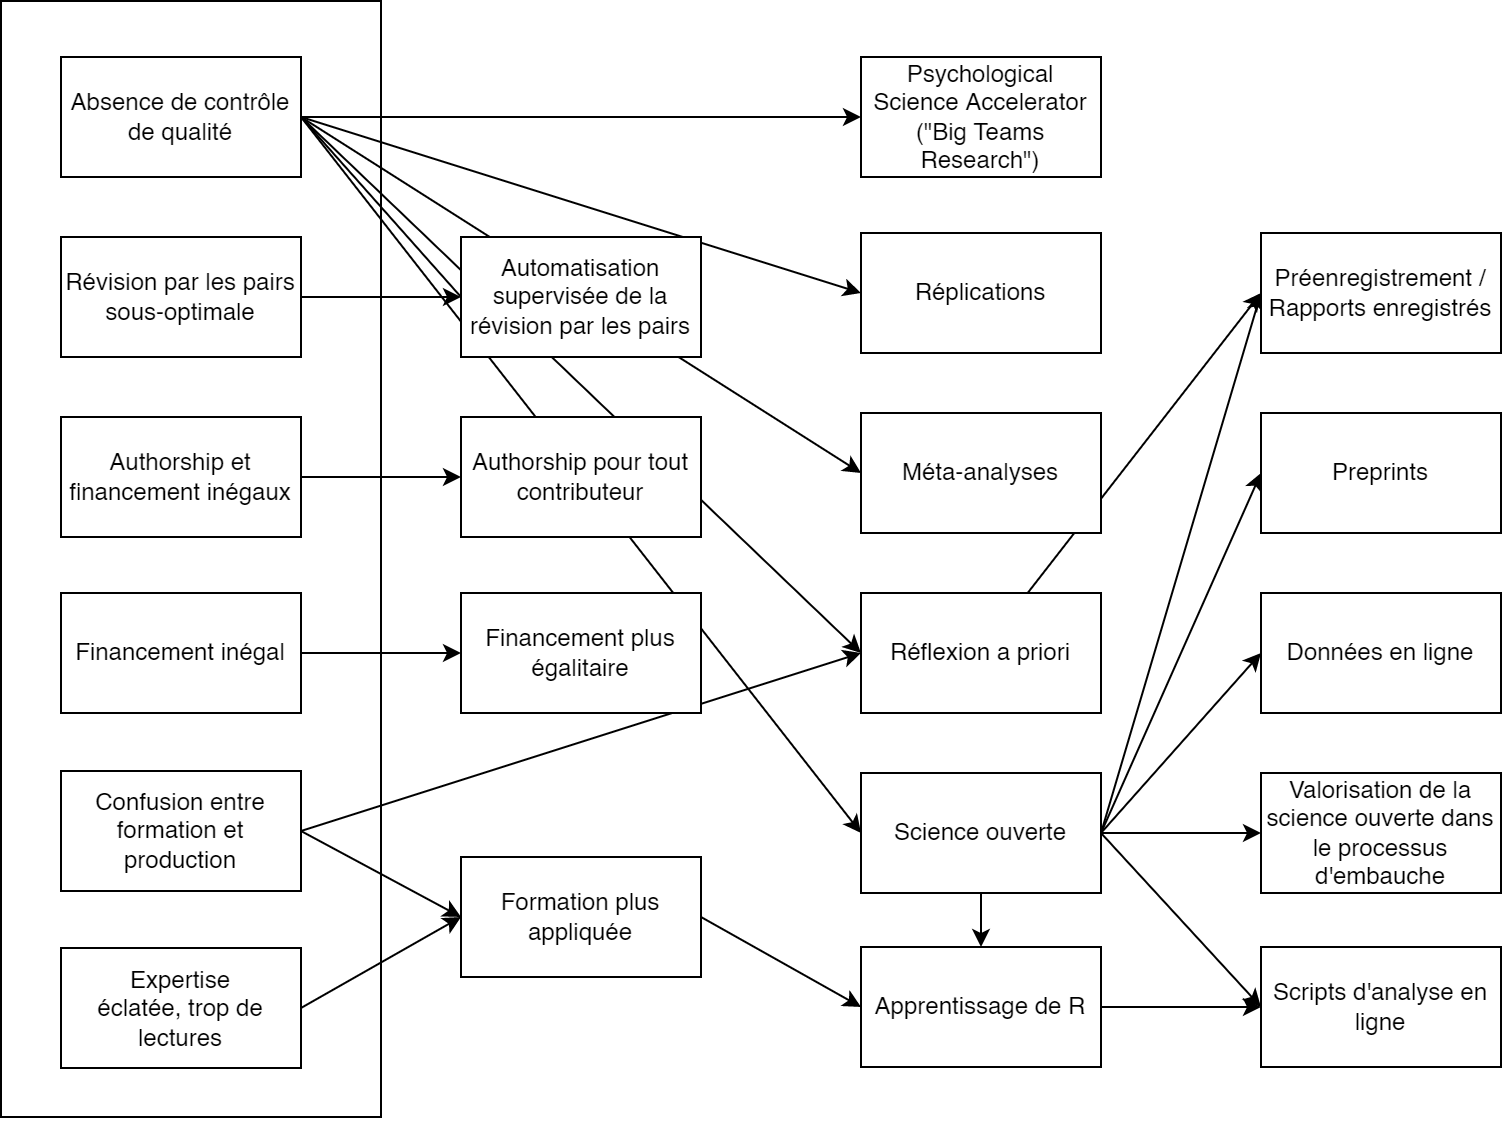 Absence de contrôle
de qualité
Révision par les pairs
sous-optimale
Authorship et
financement inégaux
Financement inégal
Confusion entre
formation et
production
Expertise
éclatée, trop de
lectures
Automatisation
supervisée de la
révision par les pairs
Authorship pour tout
contributeur
Financement plus
égalitaire
Formation plus
appliquée
Psychological
Science Accelerator
("Big Teams
Research")
Réplications
Méta-analyses
Réflexion a priori
Science ouverte
Apprentissage de R
Préenregistrement /
Rapports enregistrés
Preprints
Données en ligne
Valorisation de la
science ouverte dans
le processus
d'embauche
Scripts d'analyse en
ligne